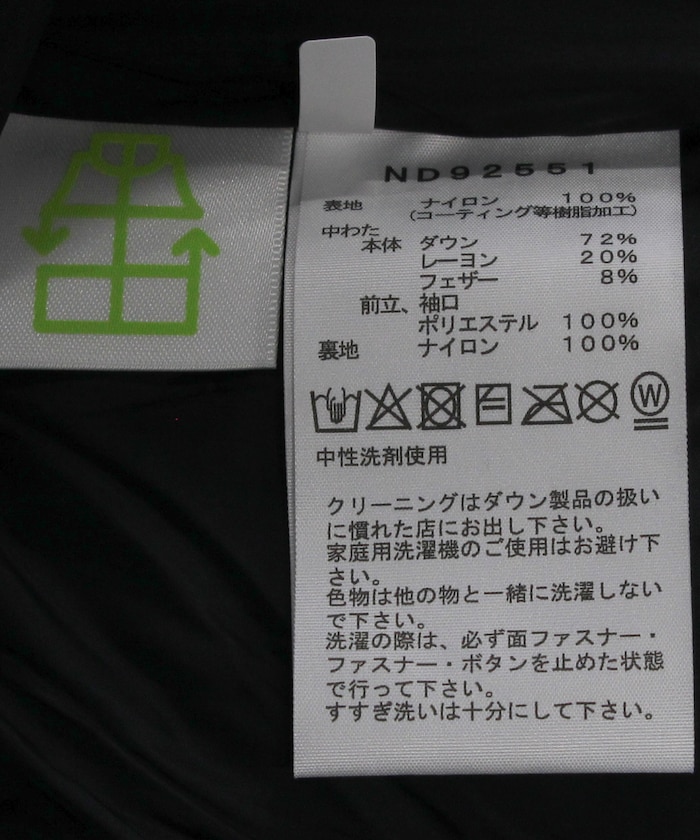 ND92551
表地 ナイロン 100%
(コーティング等樹脂加工)
中わた
本体 ダウン 72%
レーヨン 20%
フェザー 8%
前立、袖口
ポリエステル 100%
裏地 ナイロン 100%
W
中性洗剤使用
クリーニングはダウン製品の扱い
に慣れた店にお出し下さい。
家庭用洗濯機のご使用はお避け下
さい。
色物は他の物と一緒に洗濯しない
で下さい。
洗濯の際は、必ず面ファスナー・
ファスナー・ボタンを止めた状態
で行って下さい。
すすぎ洗いは十分にして下さい。